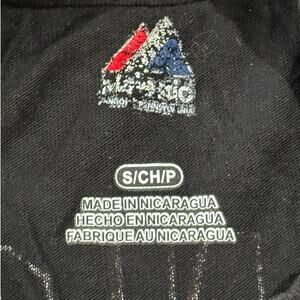 Majestic
S/CH/P
MADE IN NICARAGUA
HECHO EN NICARAGUA
FABRIQUE AU NICARAGUA